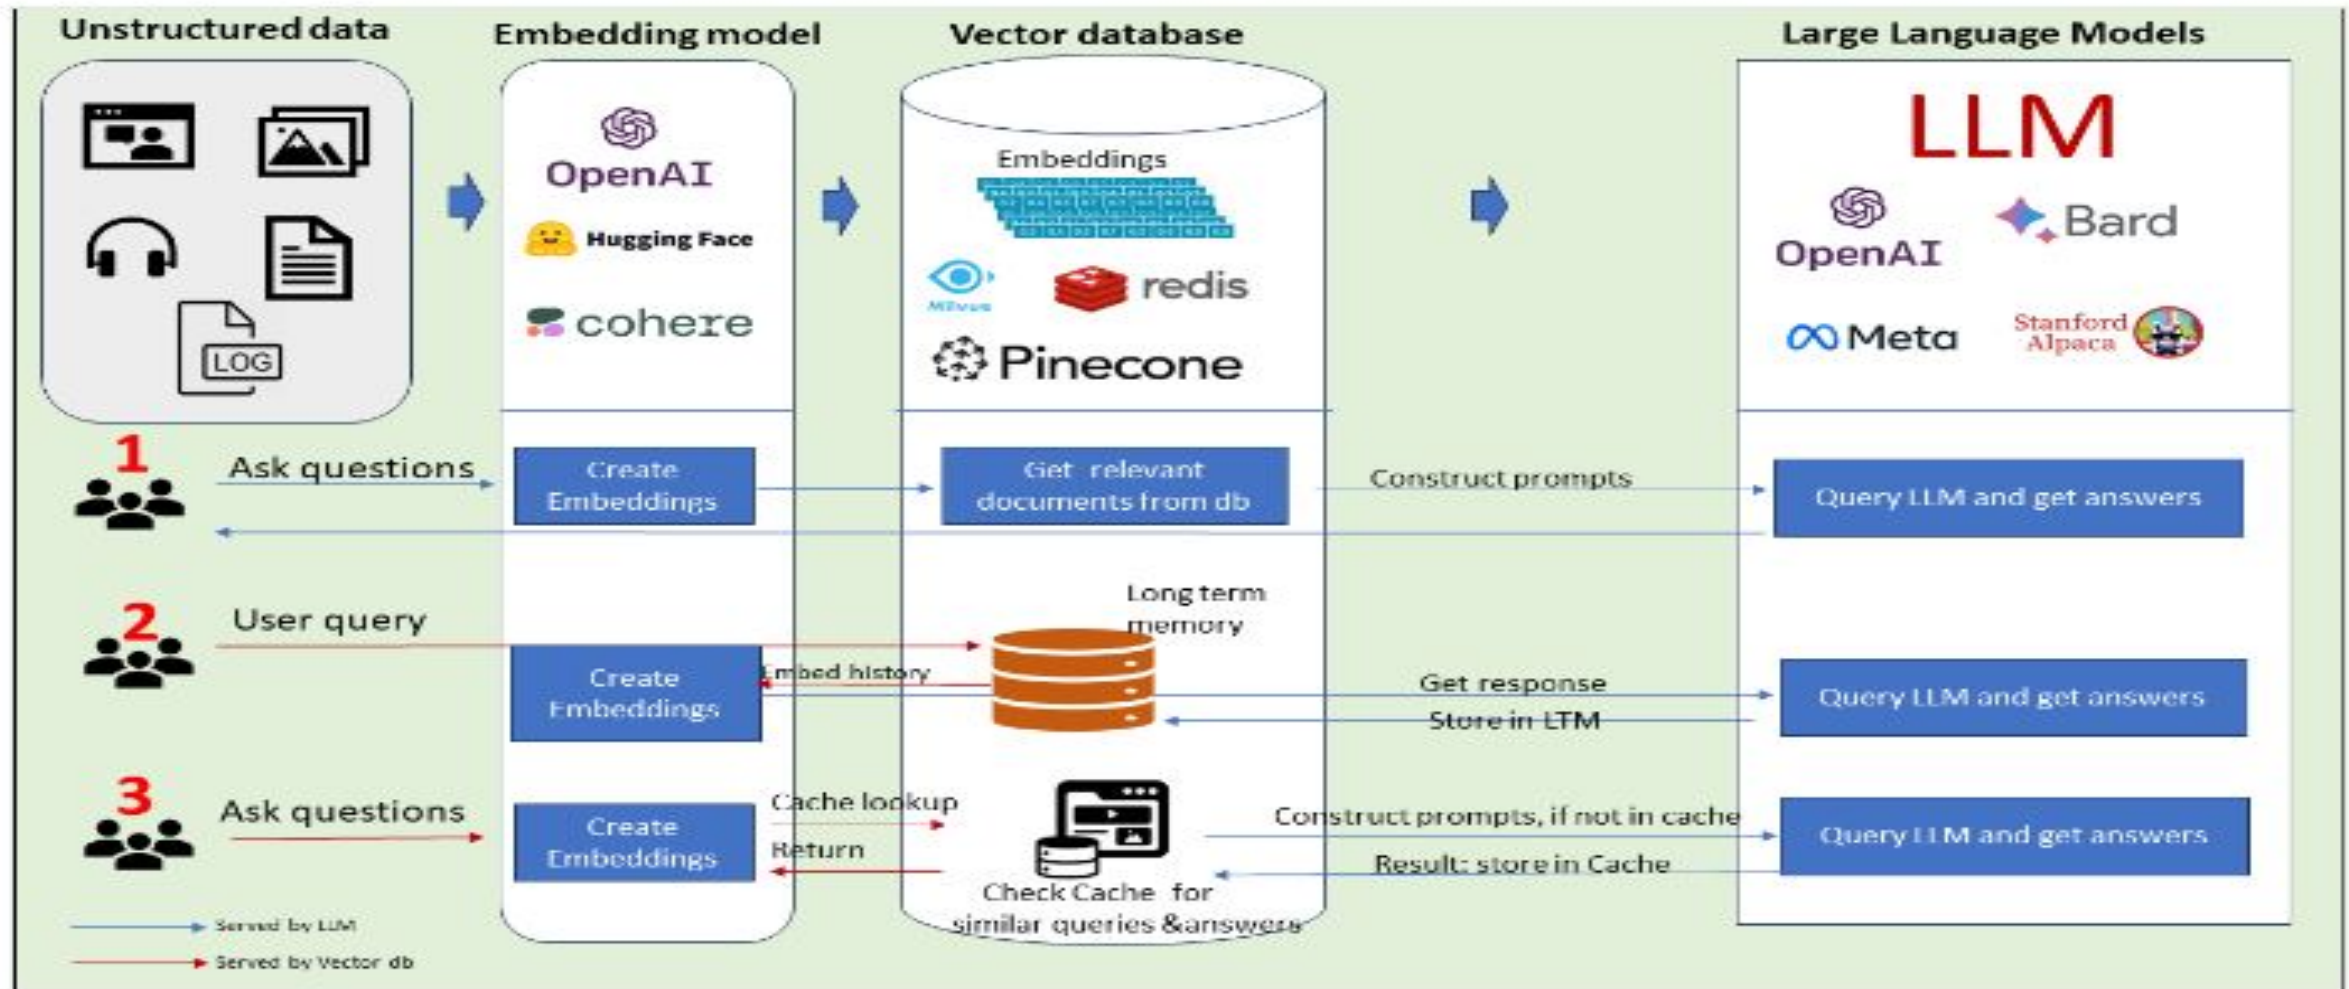 Unstructured data
Embedding model
Vector database
Large Language Models
OpenAI
Hugging Face
cohere
Embeddings
Milvus
redis
Pinecone
LLM
OpenAI
Bard
Meta
Stanford
Alpaca
LOG
1
Ask questions
Create
Embeddings
Get relevant
documents from db
Construct prompts
Query LLM and get answers
2
User query
Create
Embeddings
Embed history
Long term
memory
Get response
Store in LTM
Query LLM and get answers
3
Ask questions
Create
Embeddings
Cache lookup
Return
Check Cache for
similar queries &answers
Construct prompts, if not in cache
Result: store in Cache
Query LLM and get answers
Served by LLM
Served by Vector db